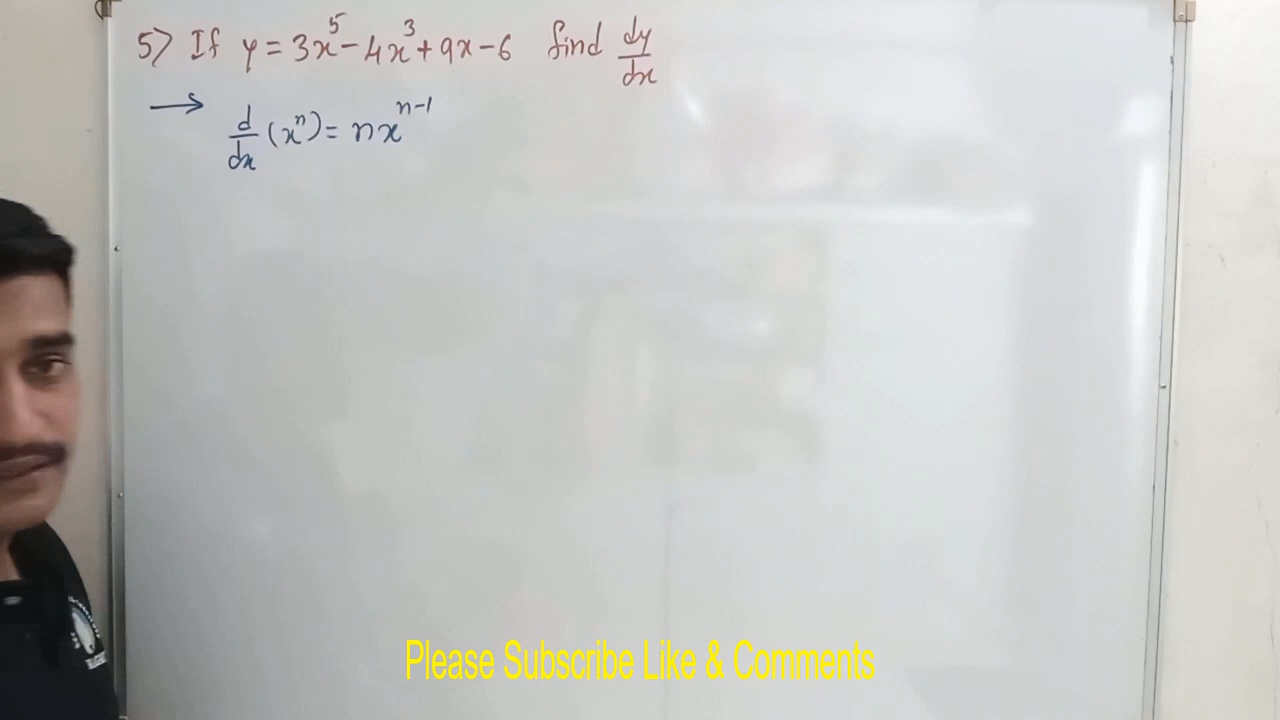 5> If y = 3x⁵ - 4x³ + 9x - 6 find dy/dx
→ d/dx (xⁿ) = nxⁿ⁻¹
Please Subscribe Like & Comments